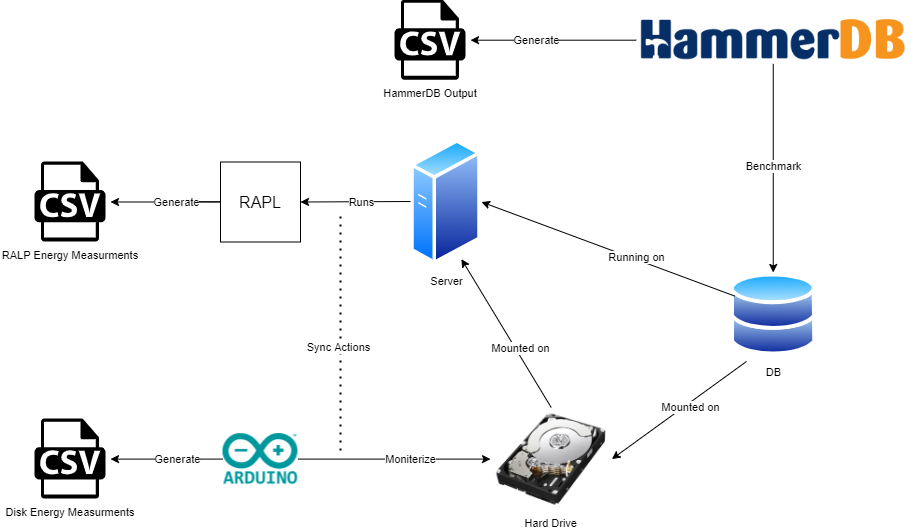 CSV
Generate
HammerDB
HammerDB Output
Benchmark
CSV
Generate
RAPL
Runs
RALP Energy Measurments
Server
Running on
Sync Actions
Mounted on
DB
Mounted on
CSV
Generate
ARDUINO
Moniterize
Disk Energy Measurments
Hard Drive